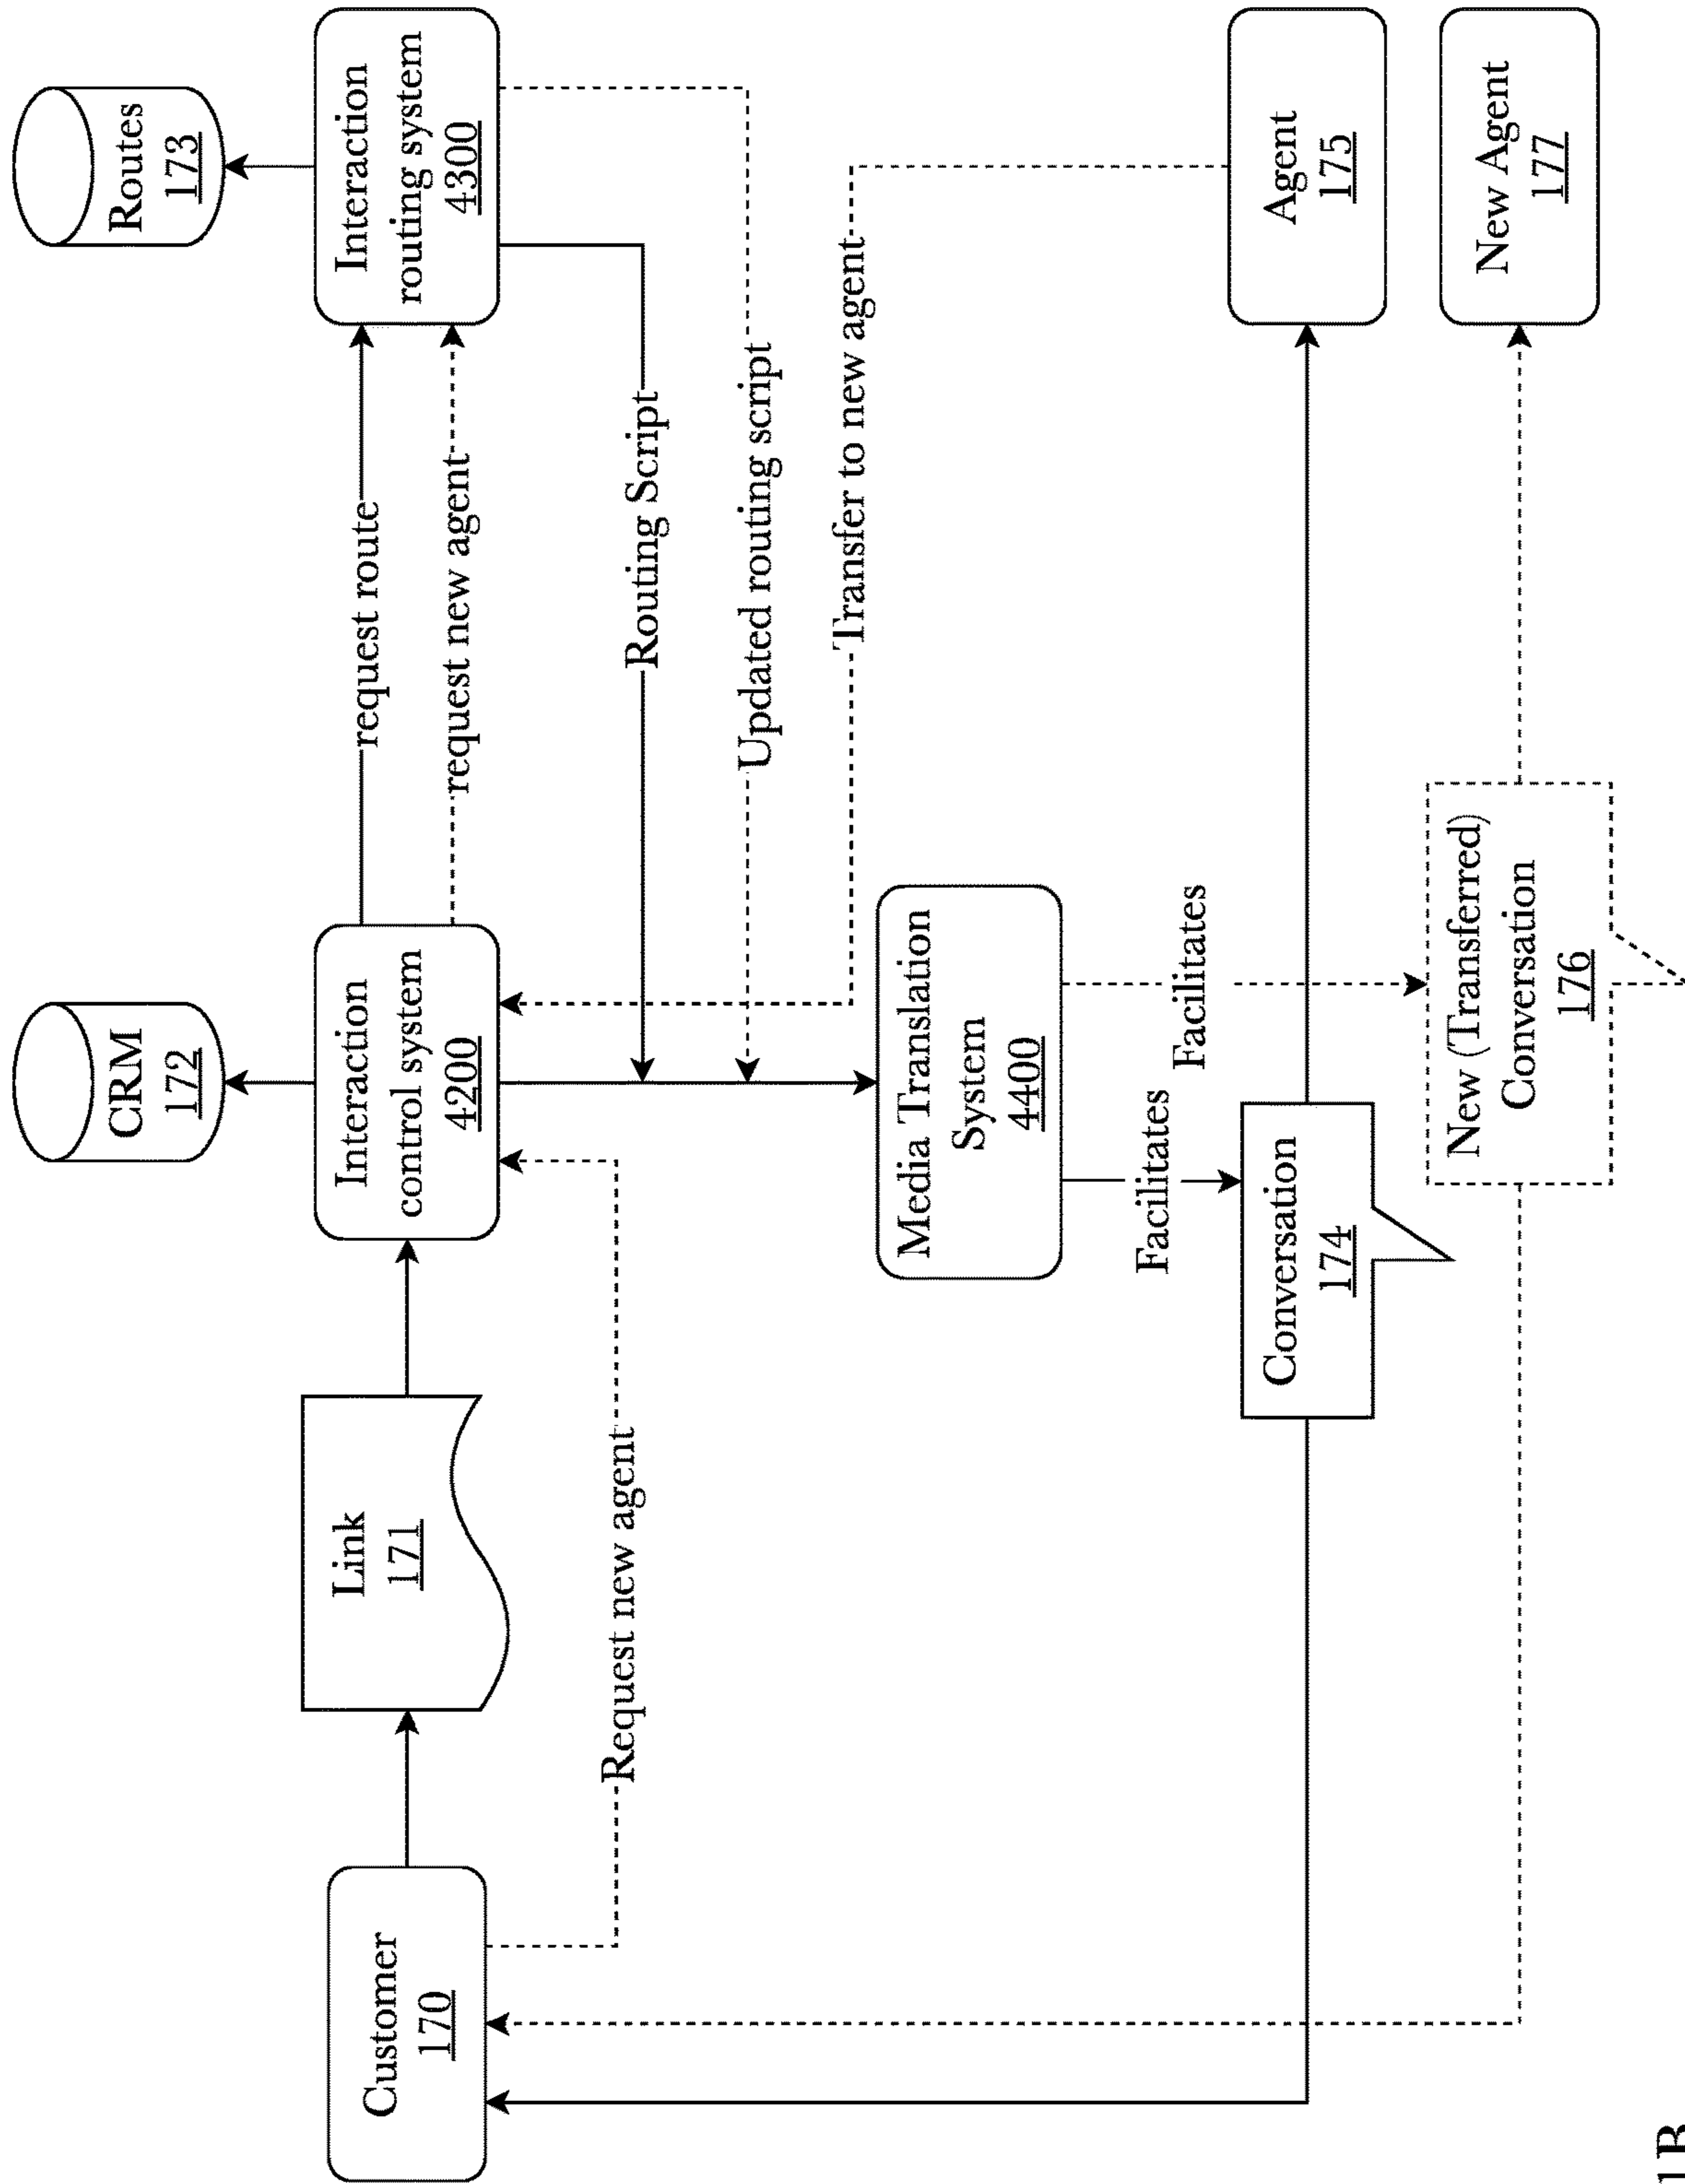 CRM
172
Routes
173
Customer
170
Link
171
Interaction
control system
4200
request route
request new agent
Interaction
routing system
4300
Request new agent
Routing Script
Updated routing script
Transfer to new agent
Media Translation
System
4400
Facilitates
Facilitates
Conversation
174
Agent
175
New (Transferred)
Conversation
176
New Agent
177
1B